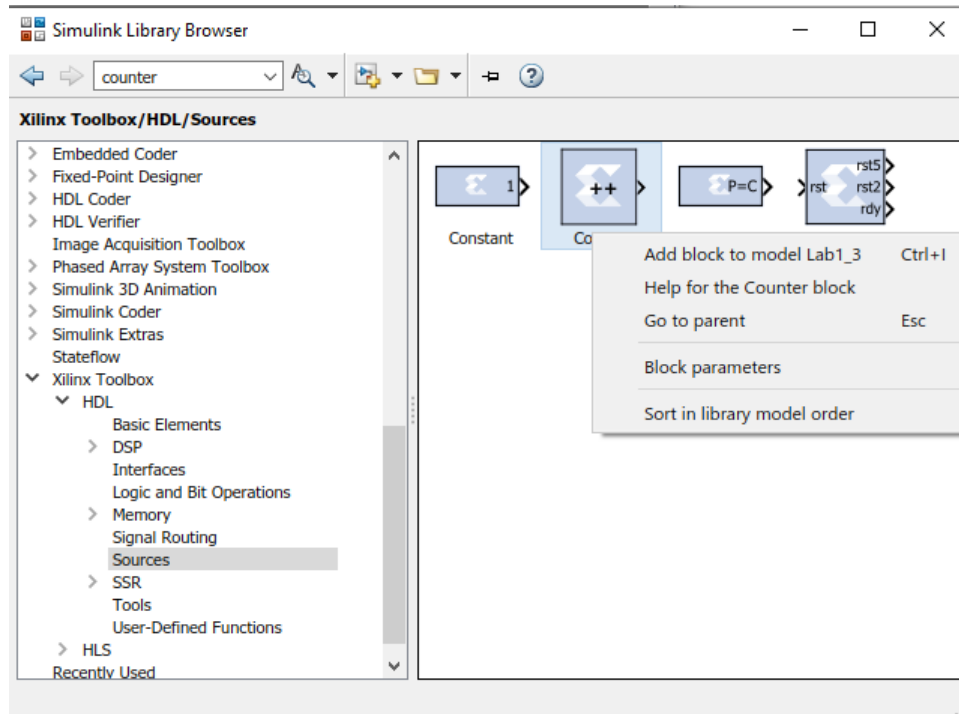 Simulink Library Browser
counter
Xilinx Toolbox/HDL/Sources
Embedded Coder
Fixed-Point Designer
HDL Coder
HDL Verifier
Image Acquisition Toolbox
Phased Array System Toolbox
Simulink 3D Animation
Simulink Coder
Simulink Extras
Stateflow
Xilinx Toolbox
HDL
Basic Elements
DSP
Interfaces
Logic and Bit Operations
Memory
Signal Routing
Sources
SSR
Tools
User-Defined Functions
HLS
Recently Used
1
Constant
++
Co
P=C
rst
rst5
rst2
rdy
Add block to model Lab1_3 Ctrl+I
Help for the Counter block
Go to parent Esc
Block parameters
Sort in library model order